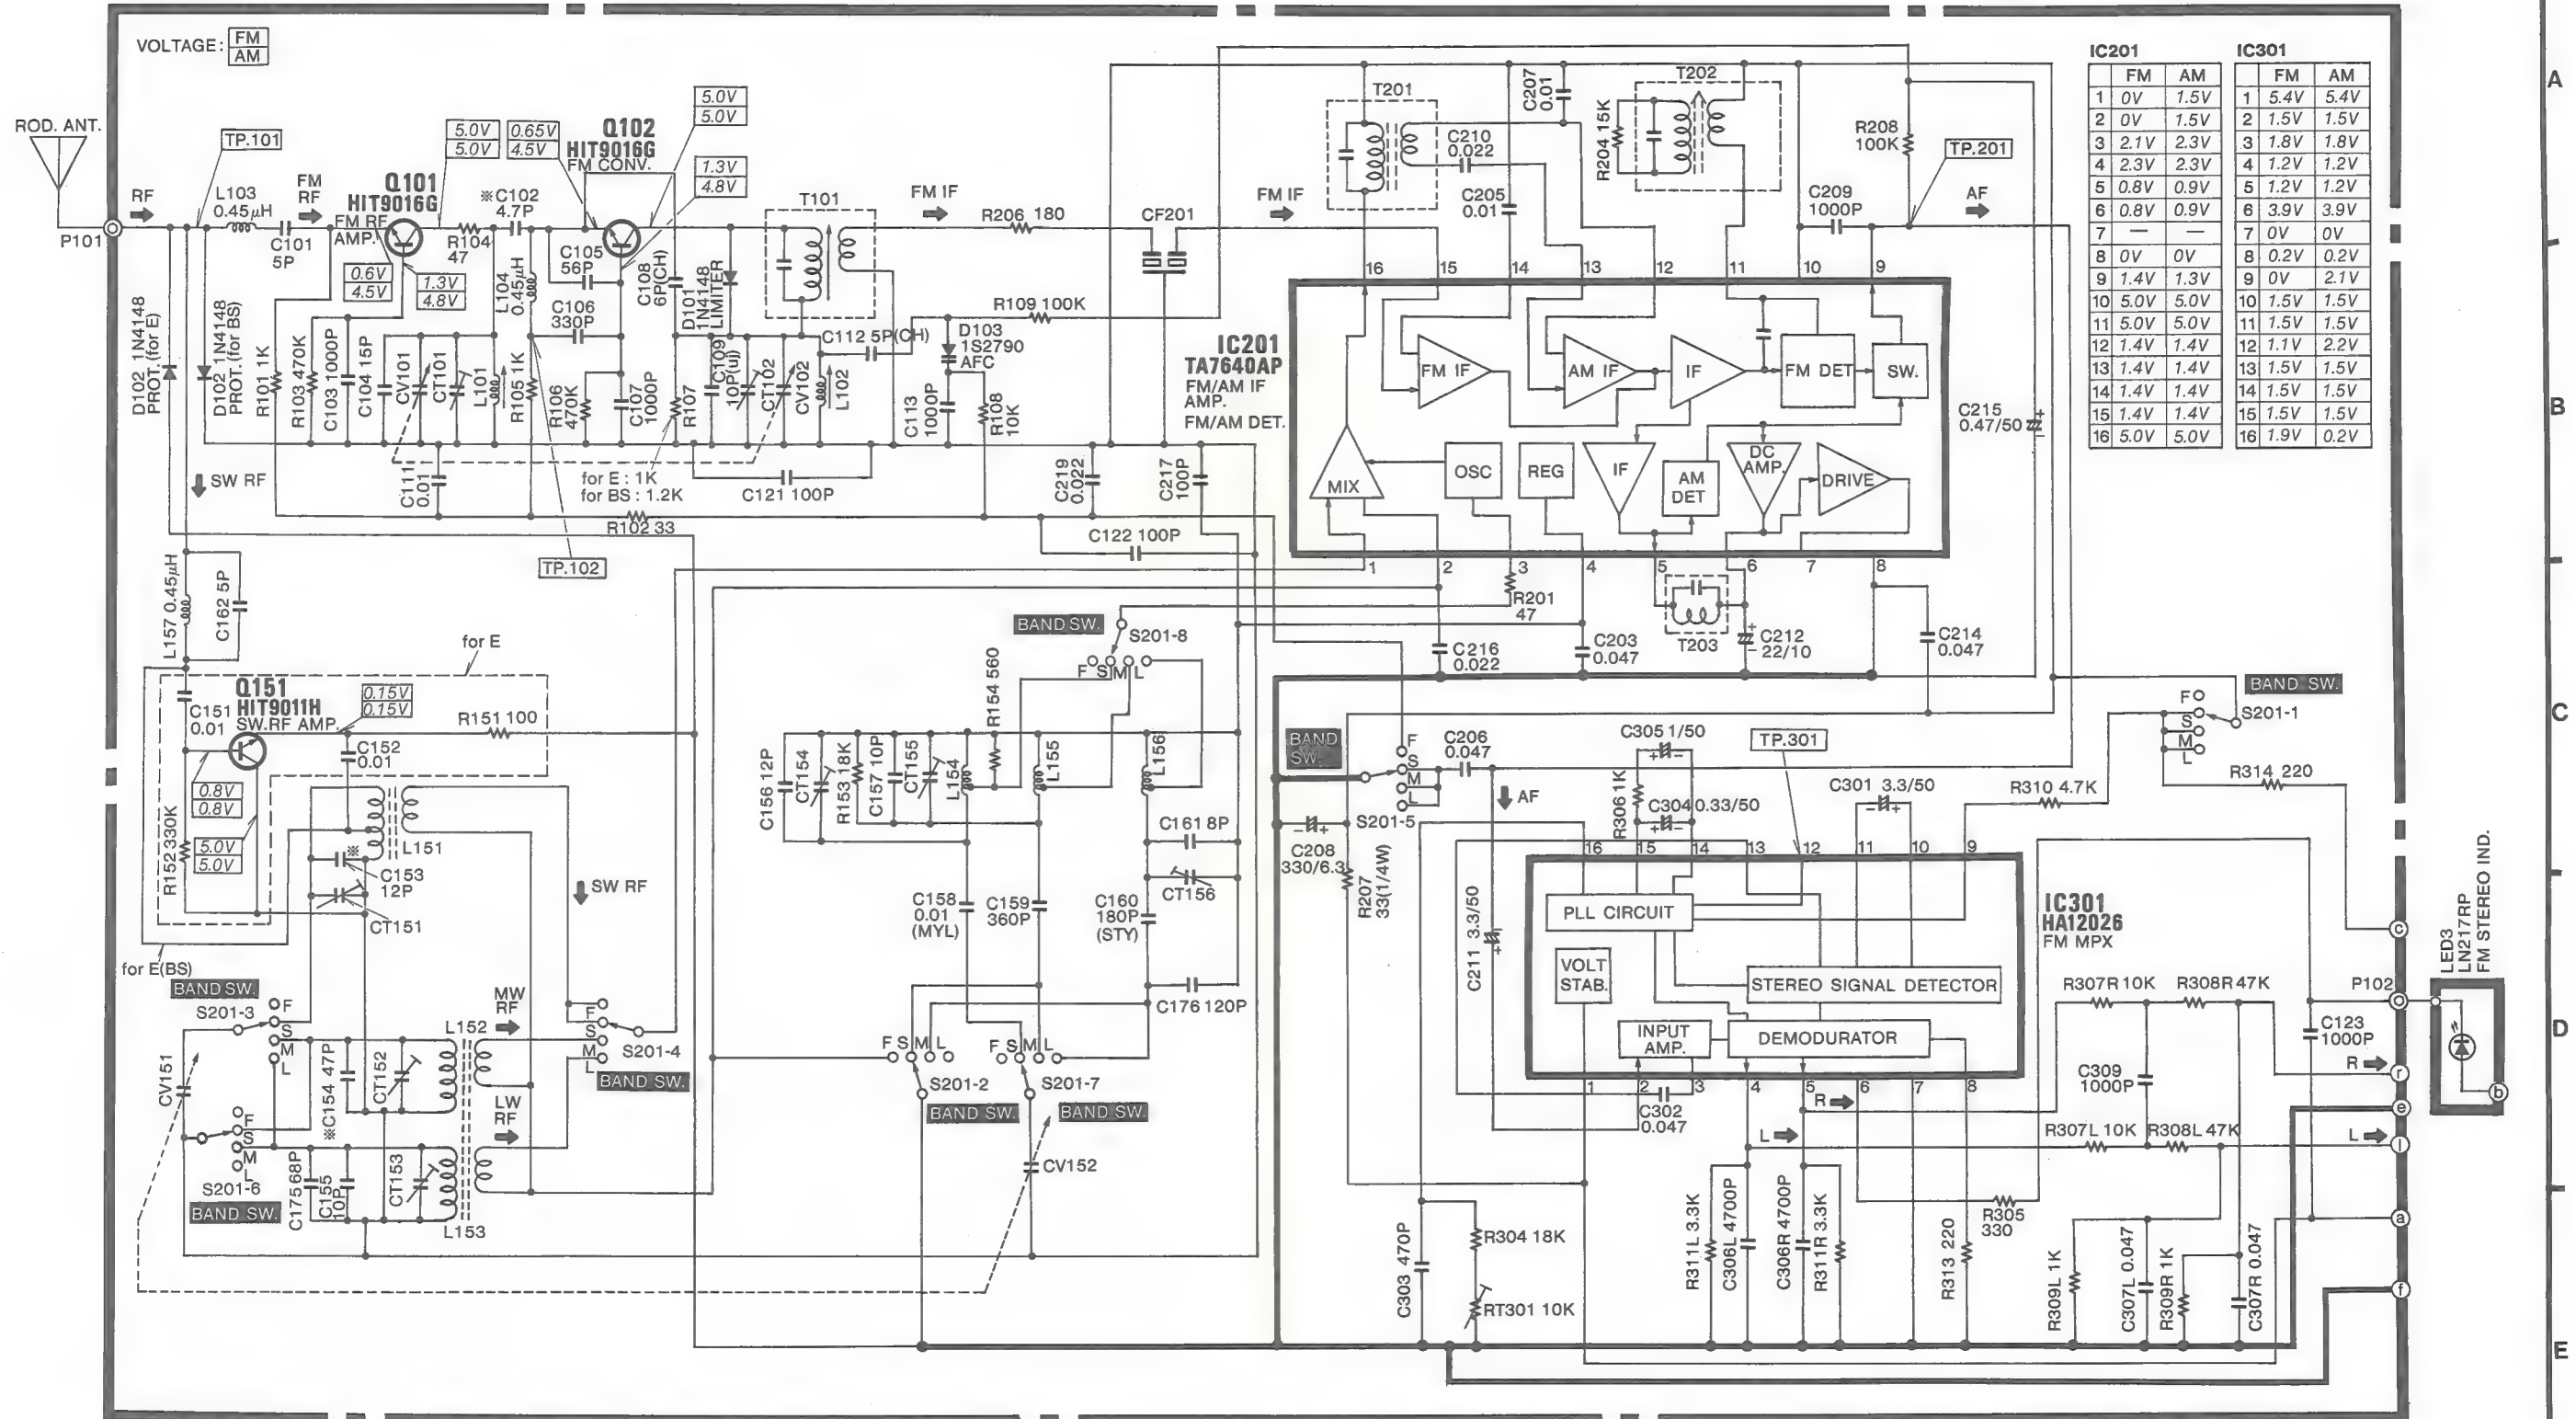 VOLTAGE: FM
AM
ROD. ANT.
P101
RF
TP.101
L103
0.45µH
C101
5P
FM
RF
Q101
HIT9016G
FM RF
AMP.
0.6V
4.5V
1.3V
4.8V
5.0V
5.0V
R104
47
※C102
4.7P
0.65V
4.5V
Q102
HIT9016G
FM CONV.
5.0V
5.0V
1.3V
4.8V
L104
0.45µH
C105
56P
C106
330P
C108
6P(CH)
D101
1N4148
LIMITER
T101
FM IF
R206 180
CF201
FM IF
D102 1N4148
PROT. (for E)
D102 1N4148
PROT. (for BS)
R101 1K
R103 470K
C103 1000P
C104 15P
CV101
CT101
L101
R105 1K
R106
470K
C107
1000P
R107
C109
10P(uj)
CT102
CV102
L102
C112 5P(CH)
R109 100K
D103
1S2790
AFC
C113
1000P
R108
10K
SW RF
C111
0.01
for E : 1K
for BS : 1.2K
C121 100P
R102 33
TP.102
C219
0.022
C217
100P
C122 100P
T201
C210
0.022
C205
0.01
C207
0.01
R204 15K
T202
C209
1000P
R208
100K
TP.201
AF
IC201
TA7640AP
FM/AM IF
AMP.
FM/AM DET.
16 15 14 13 12 11 10 9
FM IF
AM IF
IF
FM DET
SW.
MIX
OSC
REG
IF
AM
DET
DC
AMP.
DRIVE
1 2 3 4 5 6 7 8
C215
0.47/50
R201
47
C216
0.022
C203
0.047
T203
C212
22/10
C214
0.047
IC201
FM AM
1 0V 1.5V
2 0V 1.5V
3 2.1V 2.3V
4 2.3V 2.3V
5 0.8V 0.9V
6 0.8V 0.9V
7 — —
8 0V 0V
9 1.4V 1.3V
10 5.0V 5.0V
11 5.0V 5.0V
12 1.4V 1.4V
13 1.4V 1.4V
14 1.4V 1.4V
15 1.4V 1.4V
16 5.0V 5.0V
IC301
FM AM
1 5.4V 5.4V
2 1.5V 1.5V
3 1.8V 1.8V
4 1.2V 1.2V
5 1.2V 1.2V
6 3.9V 3.9V
7 0V 0V
8 0.2V 0.2V
9 0V 2.1V
10 1.5V 1.5V
11 1.5V 1.5V
12 1.1V 2.2V
13 1.5V 1.5V
14 1.5V 1.5V
15 1.5V 1.5V
16 1.9V 0.2V
A
B
C
D
E
L157 0.45µH
C162 5P
for E
C151
0.01
Q151
HIT9011H
SW.RF AMP.
0.15V
0.15V
R151 100
C152
0.01
0.8V
0.8V
5.0V
5.0V
R152 330K
L151
※
C153
12P
CT151
SW RF
for E(BS)
BAND SW.
S201-3
F
S
M
L
CV151
F
S
M
L
S201-6
BAND SW.
※C154 47P
CT152
L152
MW
RF
LW
RF
C175 68P
C155
10P
CT153
L153
F
S
M
L
S201-4
BAND SW.
BAND SW.
S201-8
F S M L
R154 560
C156 12P
CT154
R153 18K
C157 10P
CT155
L154
L155
L156
C161 8P
CT156
C158
0.01
(MYL)
C159
360P
C160
180P
(STY)
C176 120P
F S M L
S201-2
BAND SW.
F S M L
S201-7
BAND SW.
CV152
BAND
SW.
F
S
M
L
S201-5
C206
0.047
AF
C208
330/6.3
R207
33(1/4W)
C211 3.3/50
C305 1/50
R306 1K
C304 0.33/50
TP.301
C301 3.3/50
R310 4.7K
BAND SW.
F
S
M
L
S201-1
R314 220
16 15 14 13 12 11 10 9
IC301
HA12026
FM MPX
PLL CIRCUIT
VOLT
STAB.
STEREO SIGNAL DETECTOR
INPUT
AMP.
DEMODURATOR
1 2 3 4 5 6 7 8
C302
0.047
R
L
C303 470P
R304 18K
RT301 10K
R311L 3.3K
C306L 4700P
C306R 4700P
R311R 3.3K
R313 220
R305
330
R307R 10K
R308R 47K
C309
1000P
R307L 10K
R308L 47K
C123
1000P
R309L 1K
C307L 0.047
R309R 1K
C307R 0.047
P102
R
L
c
r
e
l
a
f
b
LED3
LN217RP
FM STEREO IND.